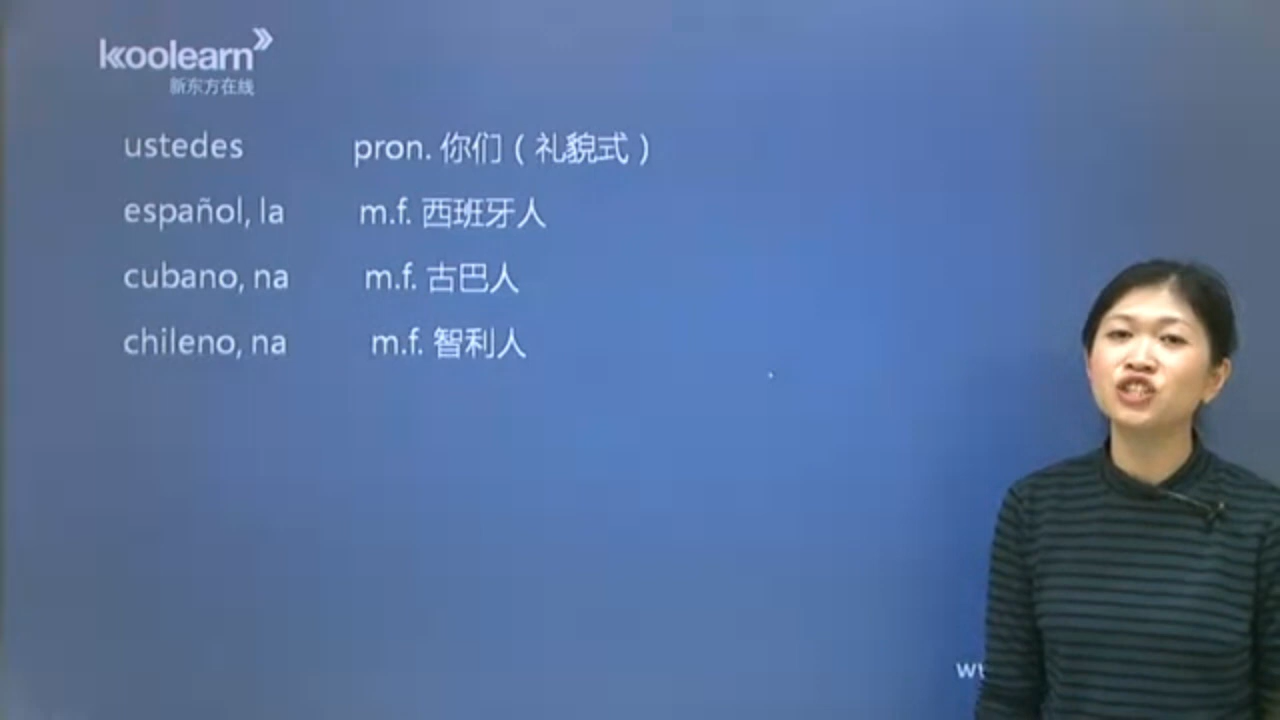 koolearn
新东方在线
ustedes pron. 你们（礼貌式）
español, la m.f. 西班牙人
cubano, na m.f. 古巴人
chileno, na m.f. 智利人